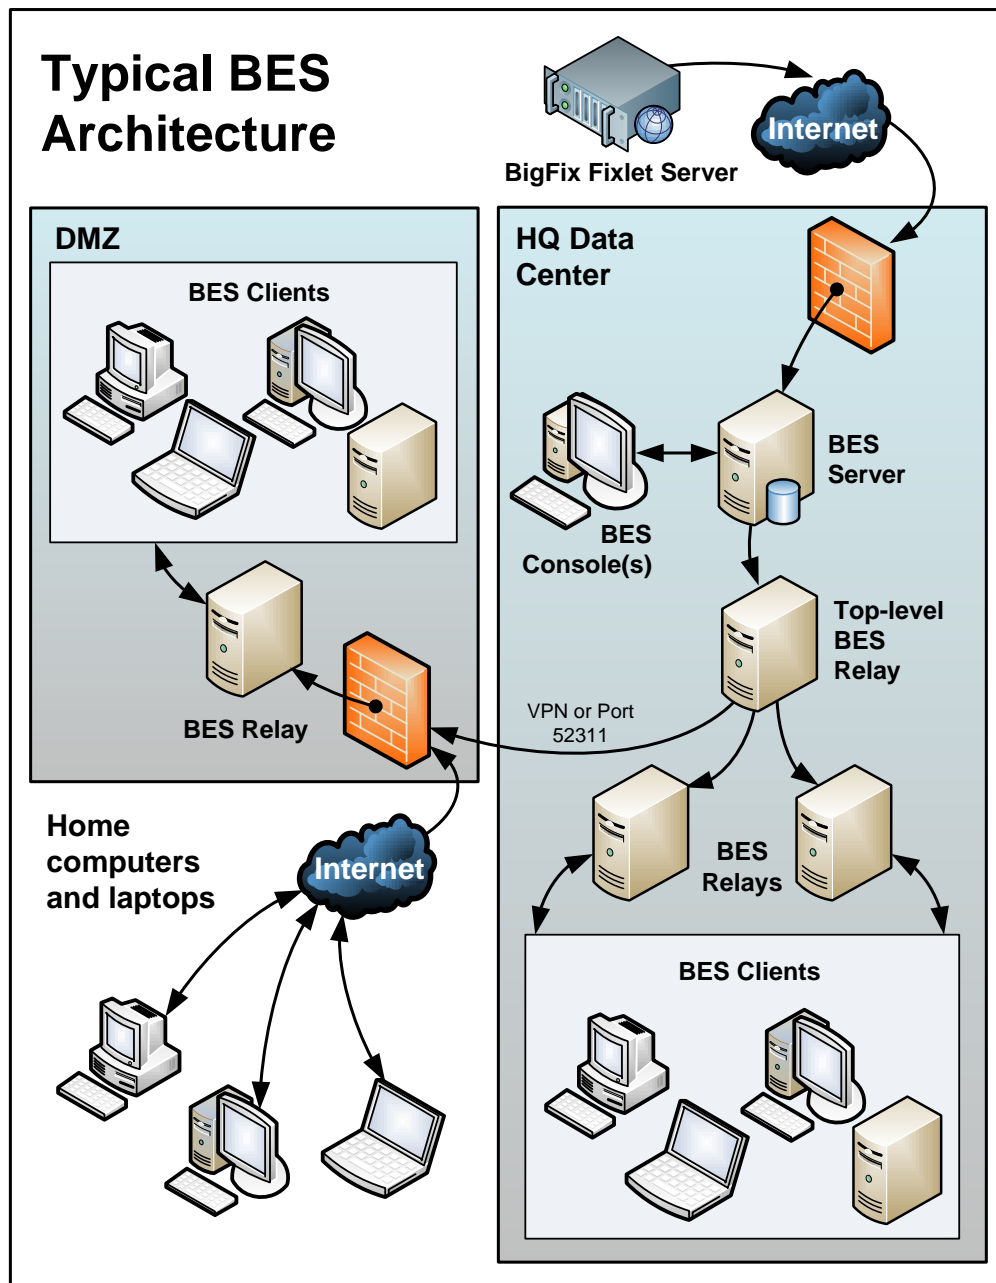 Typical BES
Architecture
Internet
BigFix Fixlet Server
DMZ
BES Clients
HQ Data
Center
BES
Server
BES
Console(s)
Top-level
BES
Relay
BES Relay
VPN or Port
52311
Home
computers
and laptops
Internet
BES
Relays
BES Clients